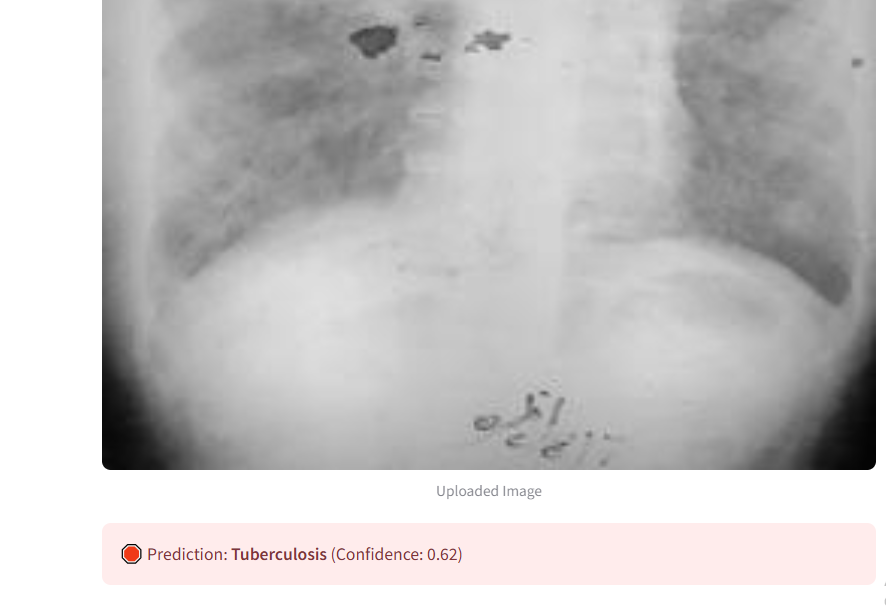 Uploaded Image
Prediction: Tuberculosis (Confidence: 0.62)